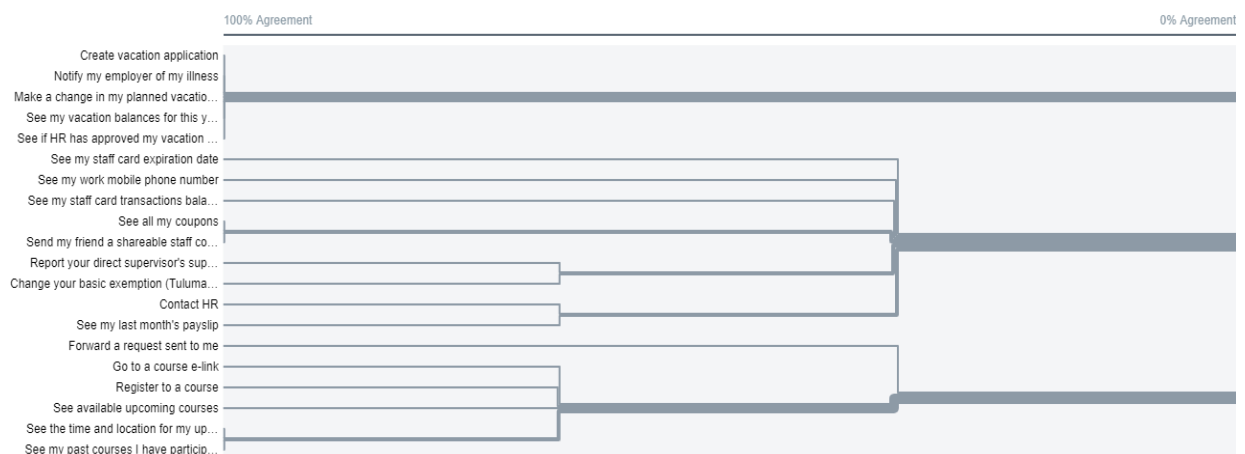 100% Agreement 0% Agreement
Create vacation application
Notify my employer of my illness
Make a change in my planned vacatio...
See my vacation balances for this y...
See if HR has approved my vacation ...
See my staff card expiration date
See my work mobile phone number
See my staff card transactions bala...
See all my coupons
Send my friend a shareable staff co...
Report your direct supervisor's sup...
Change your basic exemption (Tuluma...
Contact HR
See my last month's payslip
Forward a request sent to me
Go to a course e-link
Register to a course
See available upcoming courses
See the time and location for my up...
See my past courses I have particip...